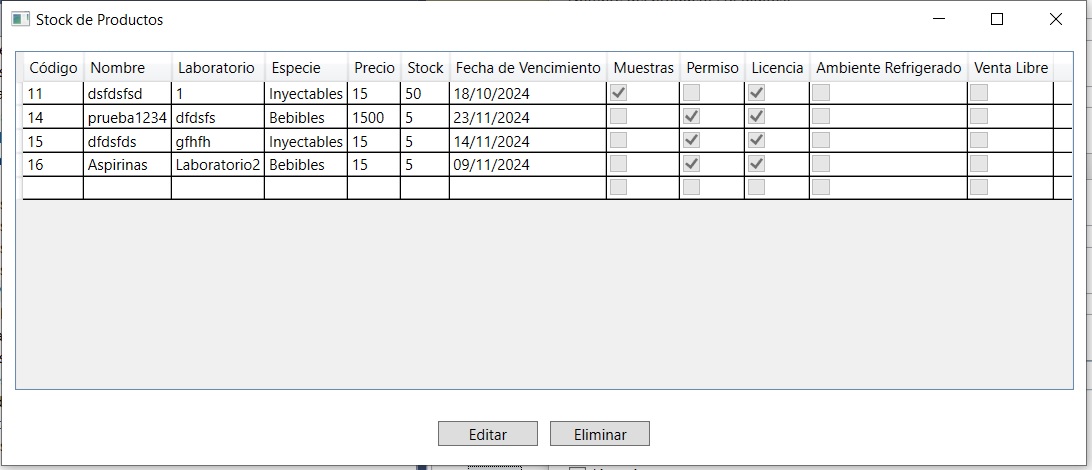 Stock de Productos
Código Nombre Laboratorio Especie Precio Stock Fecha de Vencimiento Muestras Permiso Licencia Ambiente Refrigerado Venta Libre
11 dsfdsfsd 1 Inyectables 15 50 18/10/2024
14 prueba1234 dfdsfs Bebibles 1500 5 23/11/2024
15 dfdsfds gfhfh Inyectables 15 5 14/11/2024
16 Aspirinas Laboratorio2 Bebibles 15 5 09/11/2024
Editar Eliminar